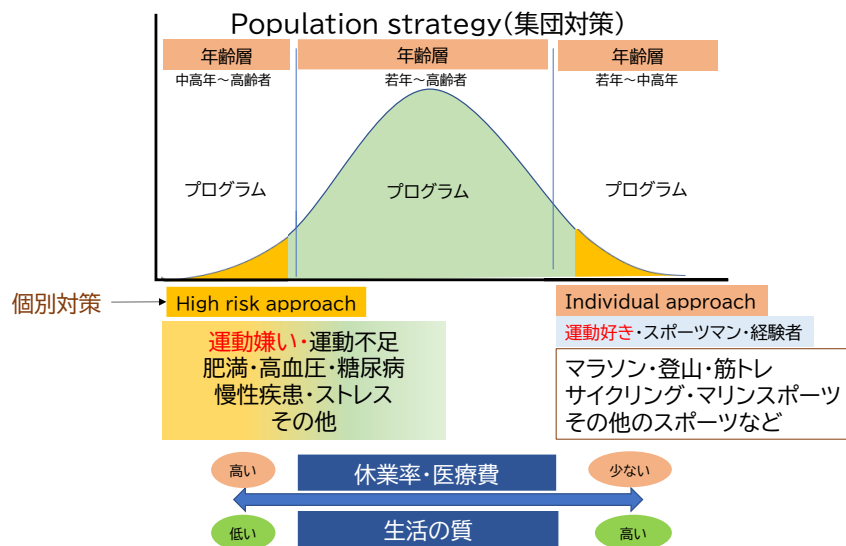 Population strategy(集団対策)
年齢層
年齢層
年齢層
中高年~高齢者
若年~高齢者
若年~中高年
プログラム
プログラム
プログラム
個別対策
High risk approach
Individual approach
運動嫌い・運動不足
肥満・高血圧・糖尿病
慢性疾患・ストレス
その他
運動好き・スポーツマン・経験者
マラソン・登山・筋トレ
サイクリング・マリンスポーツ
その他のスポーツなど
高い
休業率・医療費
少ない
低い
生活の質
高い